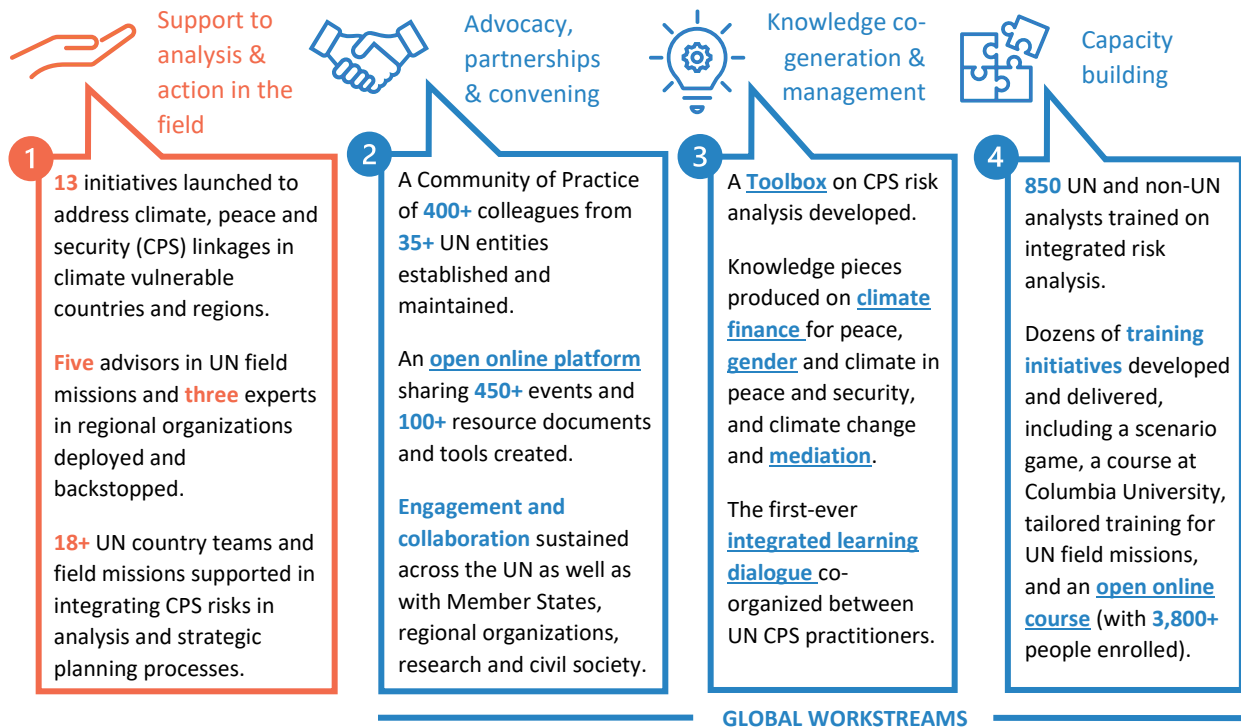 Support to
analysis &
action in the
field
1
13 initiatives launched to
address climate, peace and
security (CPS) linkages in
climate vulnerable
countries and regions.
Five advisors in UN field
missions and three experts
in regional organizations
deployed and
backstopped.
18+ UN country teams and
field missions supported in
integrating CPS risks in
analysis and strategic
planning processes.
Advocacy,
partnerships
& convening
2
A Community of Practice
of 400+ colleagues from
35+ UN entities
established and
maintained.
An open online platform
sharing 450+ events and
100+ resource documents
and tools created.
Engagement and
collaboration sustained
across the UN as well as
with Member States,
regional organizations,
research and civil society.
Knowledge co-
generation &
management
3
A Toolbox on CPS risk
analysis developed.
Knowledge pieces
produced on climate
finance for peace,
gender and climate in
peace and security,
and climate change
and mediation.
The first-ever
integrated learning
dialogue co-
organized between
UN CPS practitioners.
Capacity
building
4
850 UN and non-UN
analysts trained on
integrated risk
analysis.
Dozens of training
initiatives developed
and delivered,
including a scenario
game, a course at
Columbia University,
tailored training for
UN field missions,
and an open online
course (with 3,800+
people enrolled).
GLOBAL WORKSTREAMS